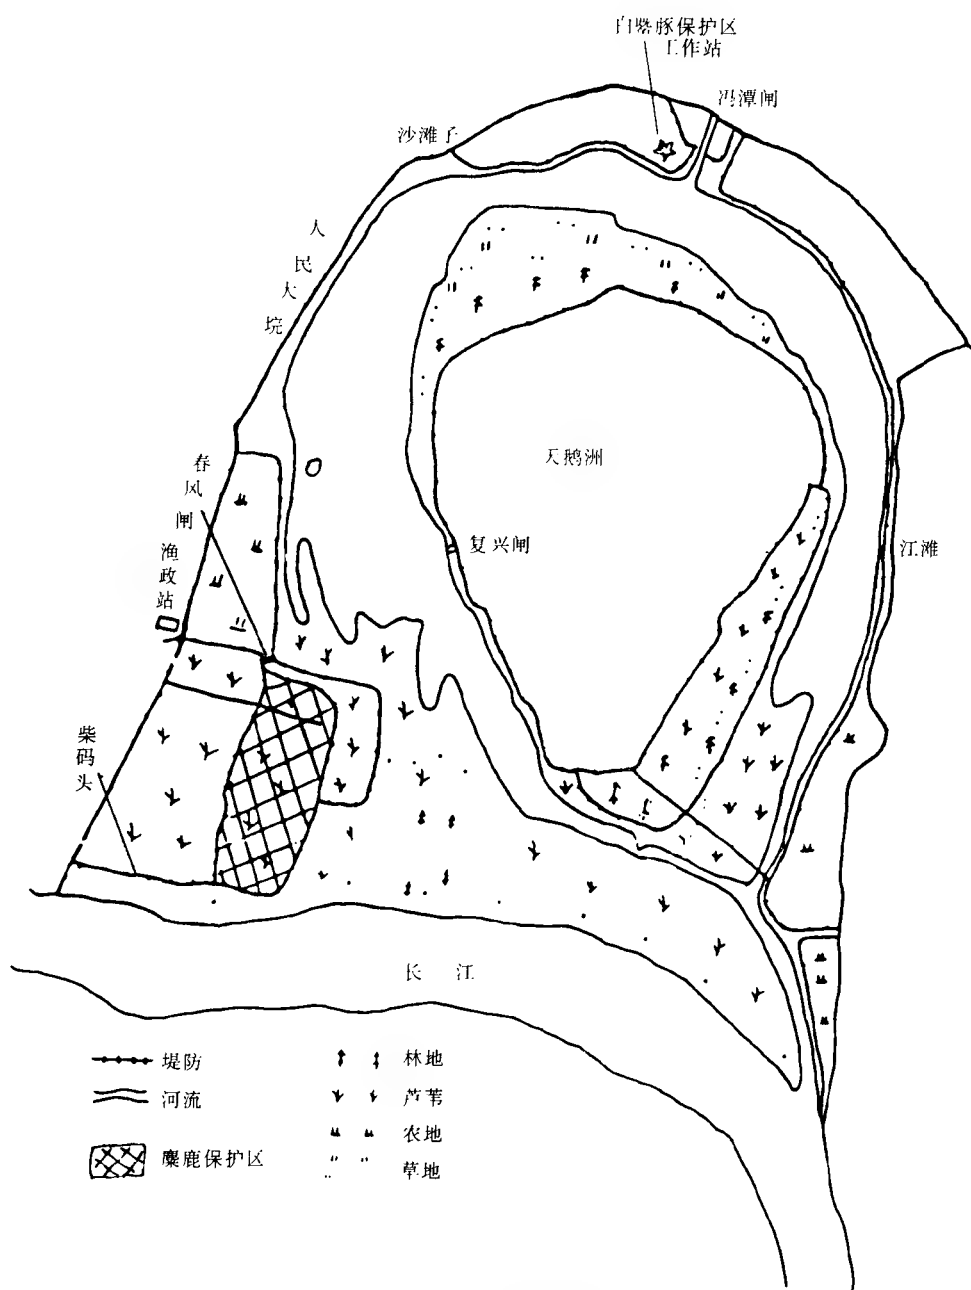 白鱀豚保护区
工作站
冯潭闸
沙滩子
人民大垸
春风闸
天鹅洲
复兴闸
江滩
渔政站
柴码头
长江
堤防
林地
河流
芦苇
农地
麋鹿保护区
草地